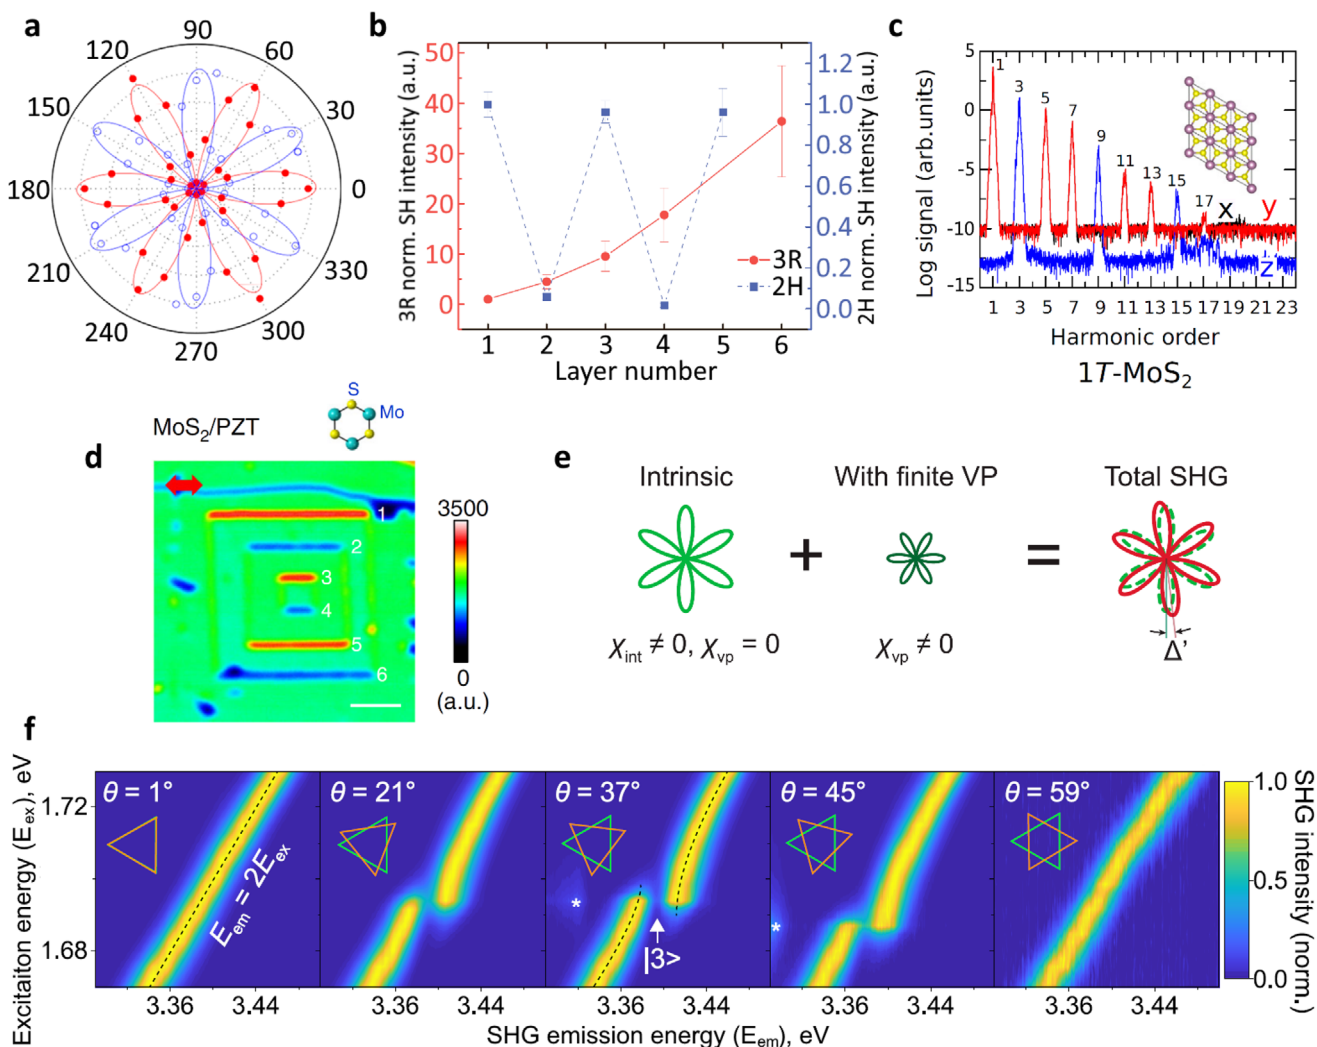 a
90
120
60
150
30
180
0
210
330
240
300
270
b
3R norm. SH intensity (a.u.)
50
40
30
20
10
0
1.2
1.0
0.8
0.6
0.4
0.2
0.0
2H norm. SH intensity (a.u.)
3R
2H
1 2 3 4 5 6
Layer number
c
Log signal (arb.units)
5
0
-5
-10
-15
1
3
5
7
9
11
13
15
17
x
y
z
1 3 5 7 9 11 13 15 17 19 21 23
Harmonic order
1T-MoS₂
d
MoS₂/PZT
S
Mo
1
2
3
4
5
6
3500
0
(a.u.)
e
Intrinsic
With finite VP
Total SHG
+
=
χint ≠ 0, χvp = 0
χvp ≠ 0
Δ'
f
Excitaiton energy (Eex), eV
1.72
1.68
θ = 1°
Eem = 2Eex
θ = 21°
θ = 37°
*
|3>
θ = 45°
*
θ = 59°
3.36 3.44 3.36 3.44 3.36 3.44 3.36 3.44 3.36 3.44
SHG emission energy (Eem), eV
1.0
0.5
0.0
SHG intensity (norm.)